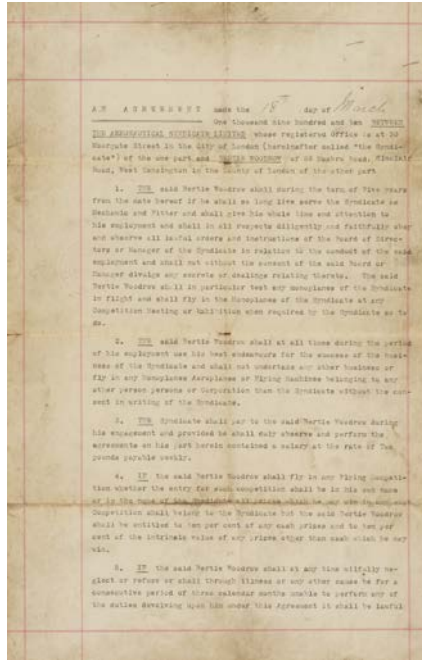 AN AGREEMENT made the 18th day of March
One thousand nine hundred and ten BETWEEN
THE AERONAUTICAL SYNDICATE LIMITED whose registered Office is at
Moorgate Street in the City of London (hereinafter called "the Syndi-
cate") of the one part and BERTIE WOODROW of Road,
Road, West Kensington in the County of London of the other part
1. THE said Bertie Woodrow shall during the term of Five years
from the date hereof if he shall so long live serve the Syndicate as
Mechanic and Fitter and shall give his whole time and attention to
his employment and shall in all respects diligently and faithfully obey
and observe all lawful orders and instructions of the Board of Direc-
tors or Manager of the Syndicate in relation to the conduct of the said
employment and shall not without the consent of the said Board or
Manager divulge any secrets or dealings relating thereto. The said
Bertie Woodrow shall in particular test any monoplanes of the Syndicate
in flight and shall fly in the Monoplanes of the Syndicate at any
Competition Meeting or Exhibition when required by the Syndicate so to
do.
2. THE said Bertie Woodrow shall at all times during the period
of his employment use his best endeavours for the success of the busi-
ness of the Syndicate and shall not undertake any other business or
fly in any Monoplanes Aeroplanes or Flying Machines belonging to any
other person persons or Corporation than the Syndicate without the con-
sent in writing of the Syndicate.
3. THE Syndicate shall pay to the said Bertie Woodrow during
his engagement and provided he shall duly observe and perform the
agreements on his part herein contained a salary at the rate of Two
pounds payable weekly.
4. IF the said Bertie Woodrow shall fly in any Flying Competi-
tion whether the entry for such competition shall be in his own name
or in the name of the Syndicate all prizes which he may win in any such
Competition shall belong to the Syndicate but the said Bertie Woodrow
shall be entitled to ten per cent of any cash prizes and to ten per
cent of the intrinsic value of any prizes other than cash which he may
win.
5. IF the said Bertie Woodrow shall at any time wilfully ne-
glect or refuse or shall through illness or any other cause be for a
consecutive period of three calendar months unable to perform any of
the duties devolving upon him under this Agreement it shall be lawful